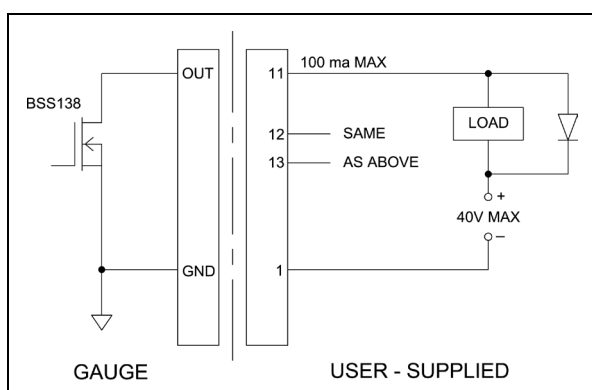 BSS138
OUT
GND
GAUGE
11
100 ma MAX
12
SAME
13
AS ABOVE
LOAD
+
40V MAX
–
1
USER - SUPPLIED